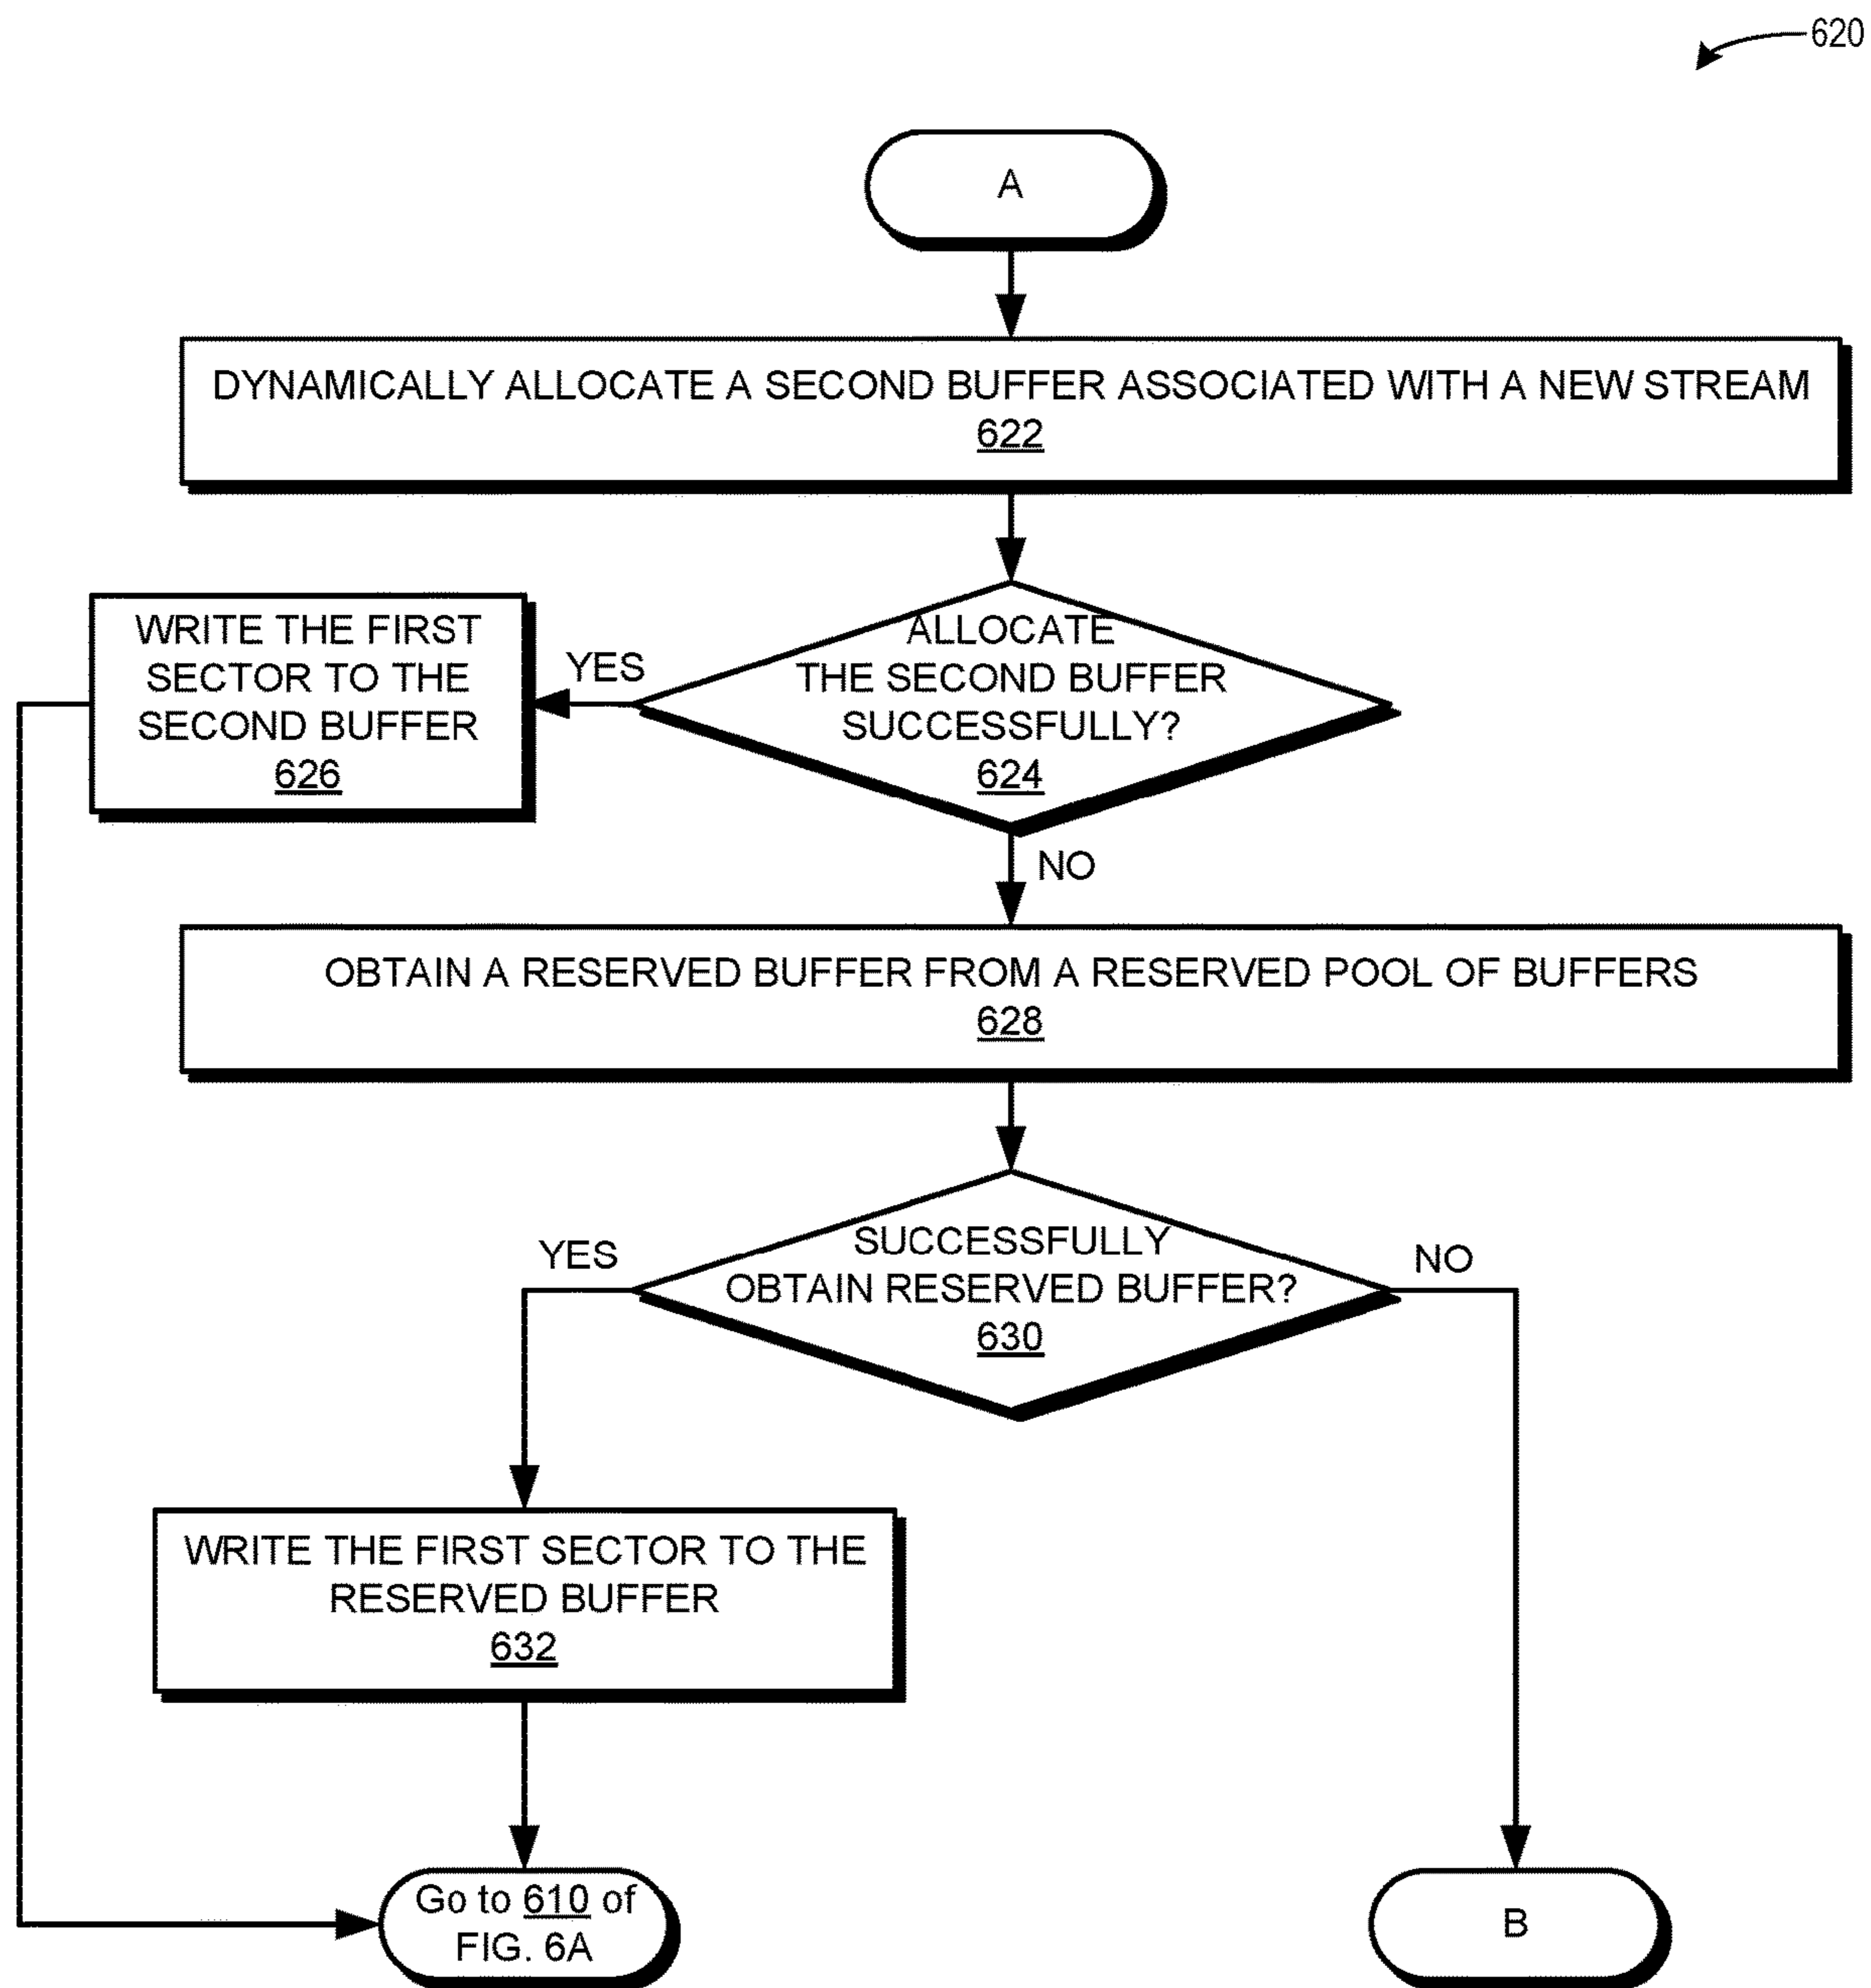 620
A
DYNAMICALLY ALLOCATE A SECOND BUFFER ASSOCIATED WITH A NEW STREAM
622
ALLOCATE
THE SECOND BUFFER
SUCCESSFULLY?
624
YES
WRITE THE FIRST
SECTOR TO THE
SECOND BUFFER
626
NO
OBTAIN A RESERVED BUFFER FROM A RESERVED POOL OF BUFFERS
628
SUCCESSFULLY
OBTAIN RESERVED BUFFER?
630
YES
NO
WRITE THE FIRST SECTOR TO THE
RESERVED BUFFER
632
Go to 610 of
FIG. 6A
B